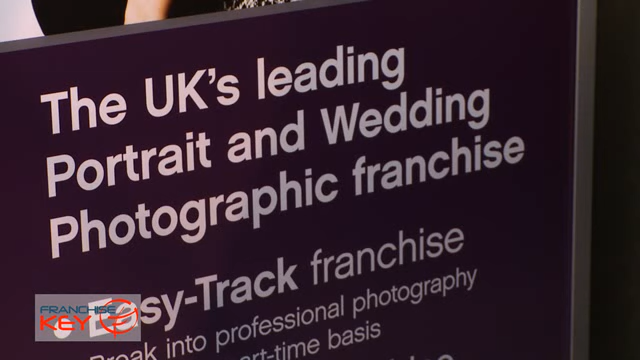 The UK's leading
Portrait and Wedding
Photographic franchise
Easy-Track franchise
Break into professional photography
art-time basis
FRANCHISE
KEY